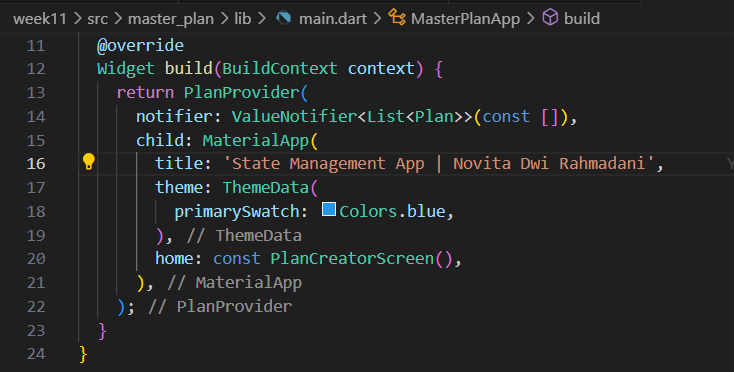 week11 > src > master_plan > lib > main.dart > MasterPlanApp > build
11 @override
12 Widget build(BuildContext context) {
13 return PlanProvider(
14 notifier: ValueNotifier<List<Plan>>(const []),
15 child: MaterialApp(
16 title: 'State Management App | Novita Dwi Rahmadani',
17 theme: ThemeData(
18 primarySwatch: Colors.blue,
19 ), // ThemeData
20 home: const PlanCreatorScreen(),
21 ), // MaterialApp
22 ); // PlanProvider
23 }
24 }